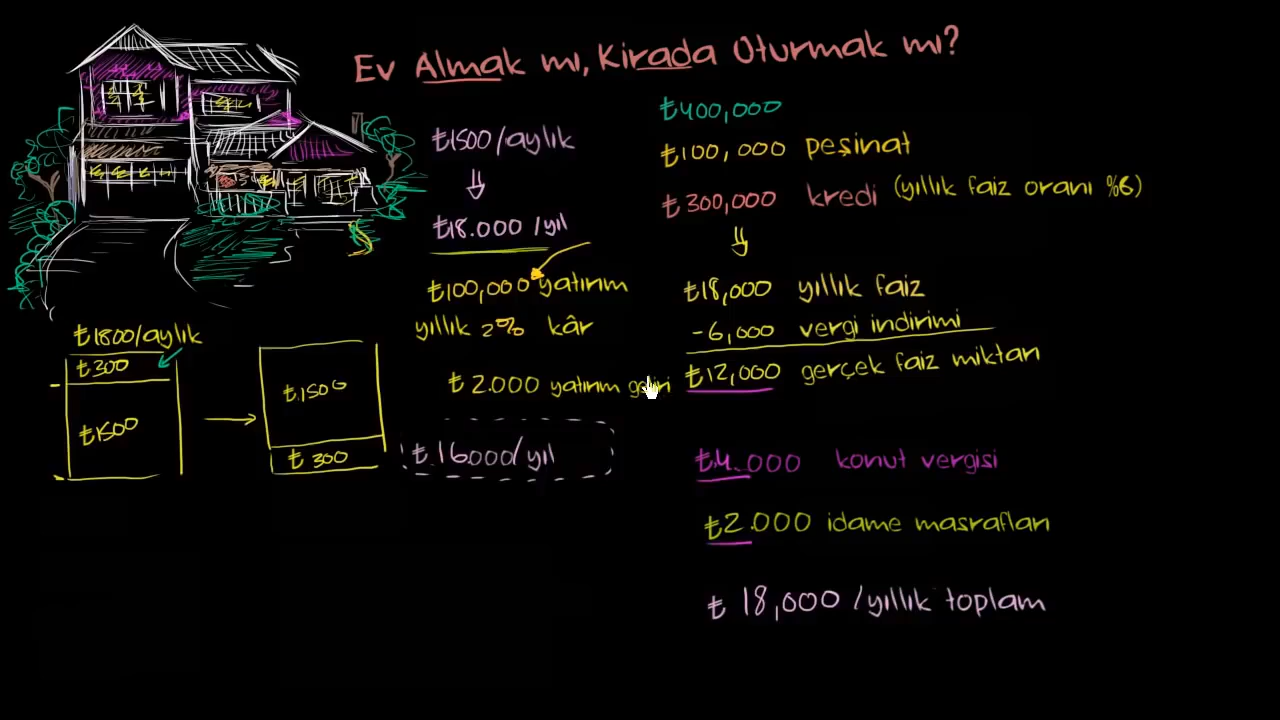 Ev Almak mı, Kirada Oturmak mı?
₺1500/aylık
₺18.000 /yıl
₺100,000 yatırım
yıllık 2% kâr
₺ 2.000 yatırım geliri
₺ 16000/yıl
₺400,000
₺100,000 peşinat
₺300,000 kredi (yıllık faiz oranı %6)
₺18,000 yıllık faiz
-6,000 vergi indirimi
₺12,000 gerçek faiz miktarı
₺4.000 konut vergisi
₺2.000 idame masrafları
₺ 18,000 /yıllık toplam
₺1800/aylık
₺300
₺1500
₺1500
₺ 300